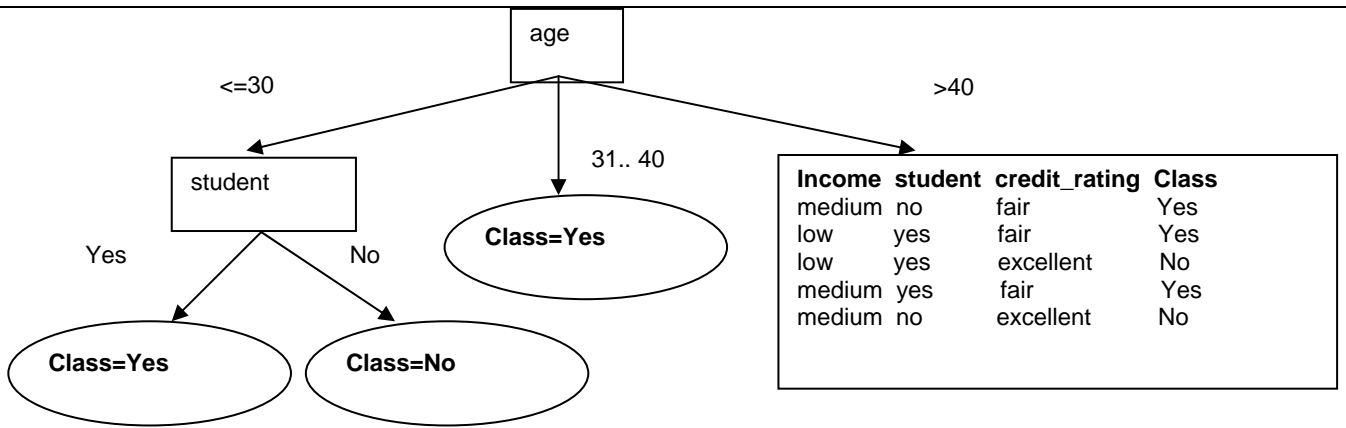 age
<=30
>40
31.. 40
student
Income student credit_rating Class
medium no fair Yes
low yes fair Yes
low yes excellent No
medium yes fair Yes
medium no excellent No
Class=Yes
Yes
No
Class=Yes
Class=No